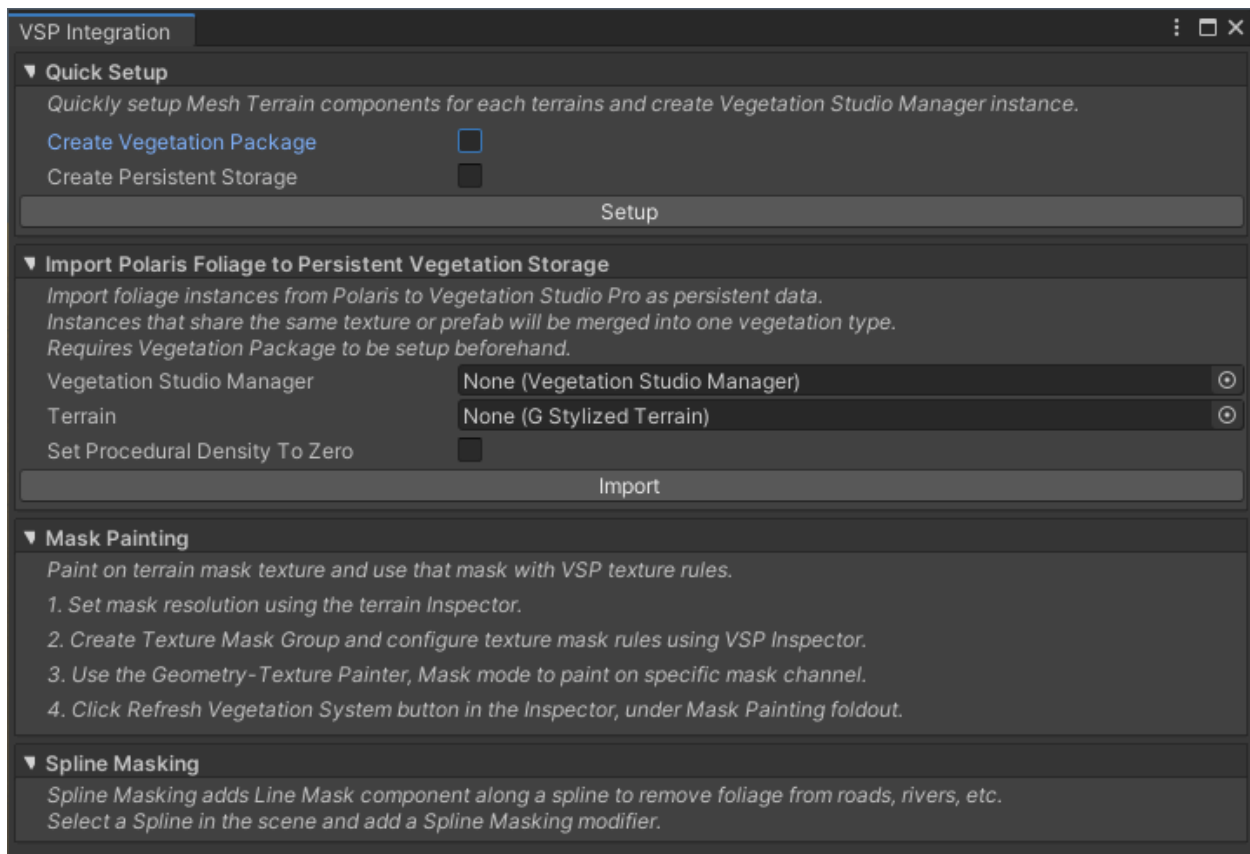 VSP Integration
Quick Setup
Quickly setup Mesh Terrain components for each terrains and create Vegetation Studio Manager instance.
Create Vegetation Package
Create Persistent Storage
Setup
Import Polaris Foliage to Persistent Vegetation Storage
Import foliage instances from Polaris to Vegetation Studio Pro as persistent data.
Instances that share the same texture or prefab will be merged into one vegetation type.
Requires Vegetation Package to be setup beforehand.
Vegetation Studio Manager None (Vegetation Studio Manager)
Terrain None (G Stylized Terrain)
Set Procedural Density To Zero
Import
Mask Painting
Paint on terrain mask texture and use that mask with VSP texture rules.
1. Set mask resolution using the terrain Inspector.
2. Create Texture Mask Group and configure texture mask rules using VSP Inspector.
3. Use the Geometry-Texture Painter, Mask mode to paint on specific mask channel.
4. Click Refresh Vegetation System button in the Inspector, under Mask Painting foldout.
Spline Masking
Spline Masking adds Line Mask component along a spline to remove foliage from roads, rivers, etc.
Select a Spline in the scene and add a Spline Masking modifier.